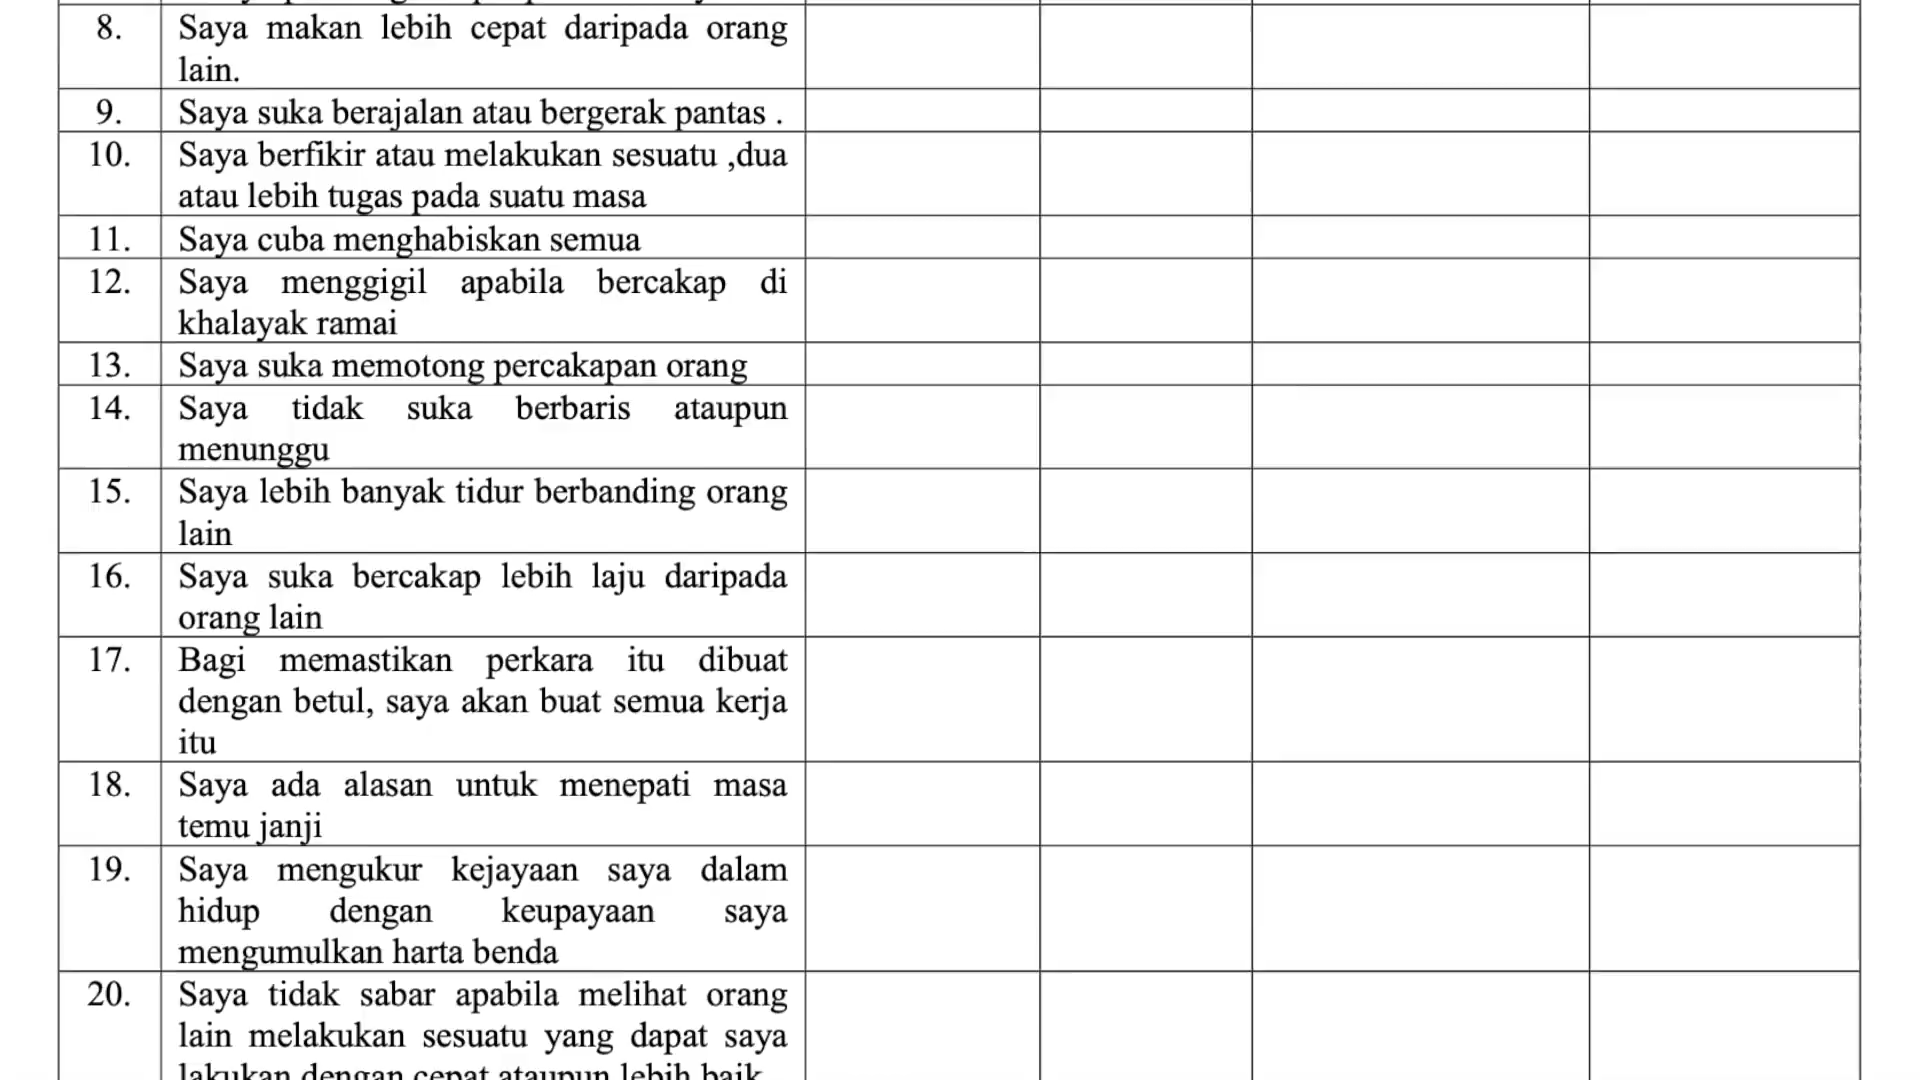 8. Saya makan lebih cepat daripada orang
lain.
9. Saya suka berajalan atau bergerak pantas .
10. Saya berfikir atau melakukan sesuatu ,dua
atau lebih tugas pada suatu masa
11. Saya cuba menghabiskan semua
12. Saya menggigil apabila bercakap di
khalayak ramai
13. Saya suka memotong percakapan orang
14. Saya tidak suka berbaris ataupun
menunggu
15. Saya lebih banyak tidur berbanding orang
lain
16. Saya suka bercakap lebih laju daripada
orang lain
17. Bagi memastikan perkara itu dibuat
dengan betul, saya akan buat semua kerja
itu
18. Saya ada alasan untuk menepati masa
temu janji
19. Saya mengukur kejayaan saya dalam
hidup dengan keupayaan saya
mengumulkan harta benda
20. Saya tidak sabar apabila melihat orang
lain melakukan sesuatu yang dapat saya
lakukan dengan cepat ataupun lebih baik